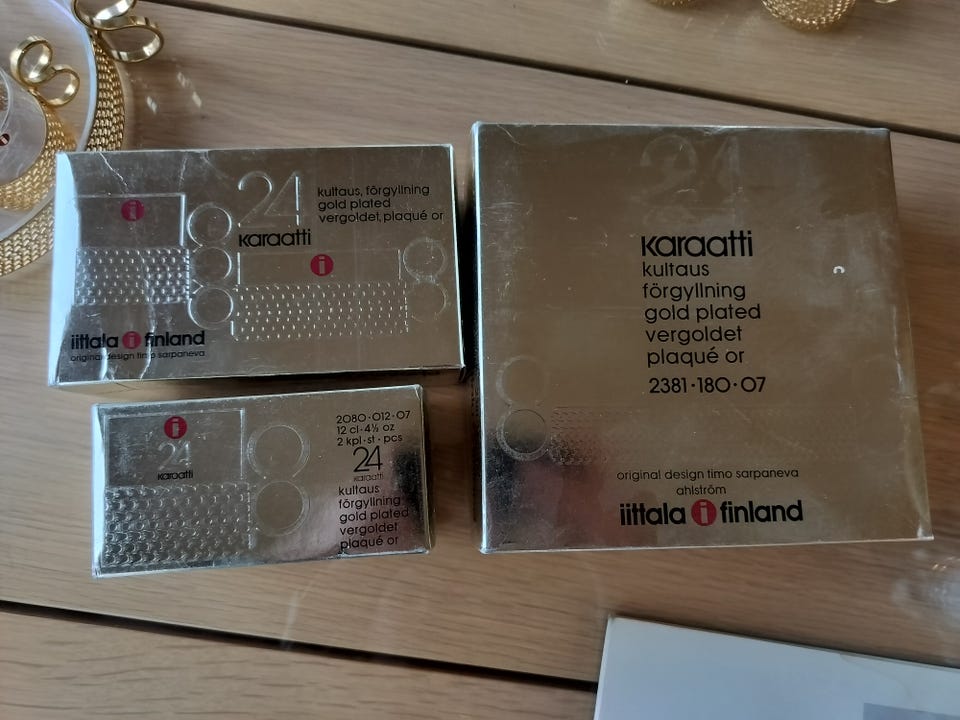 24
kultaus, förgyllning
gold plated
vergoldet, plaqué or
karaatti
i
i
iittala i finland
original design timo sarpaneva
i
24
karaatti
2080·012·07
12 cl·4½ oz
2 kpl·st·pcs
24
karaatti
kultaus
förgyllning
gold plated
vergoldet
plaqué or
24
karaatti
kultaus
förgyllning
gold plated
vergoldet
plaqué or
2381·180·07
original design timo sarpaneva
ahlström
iittala i finland